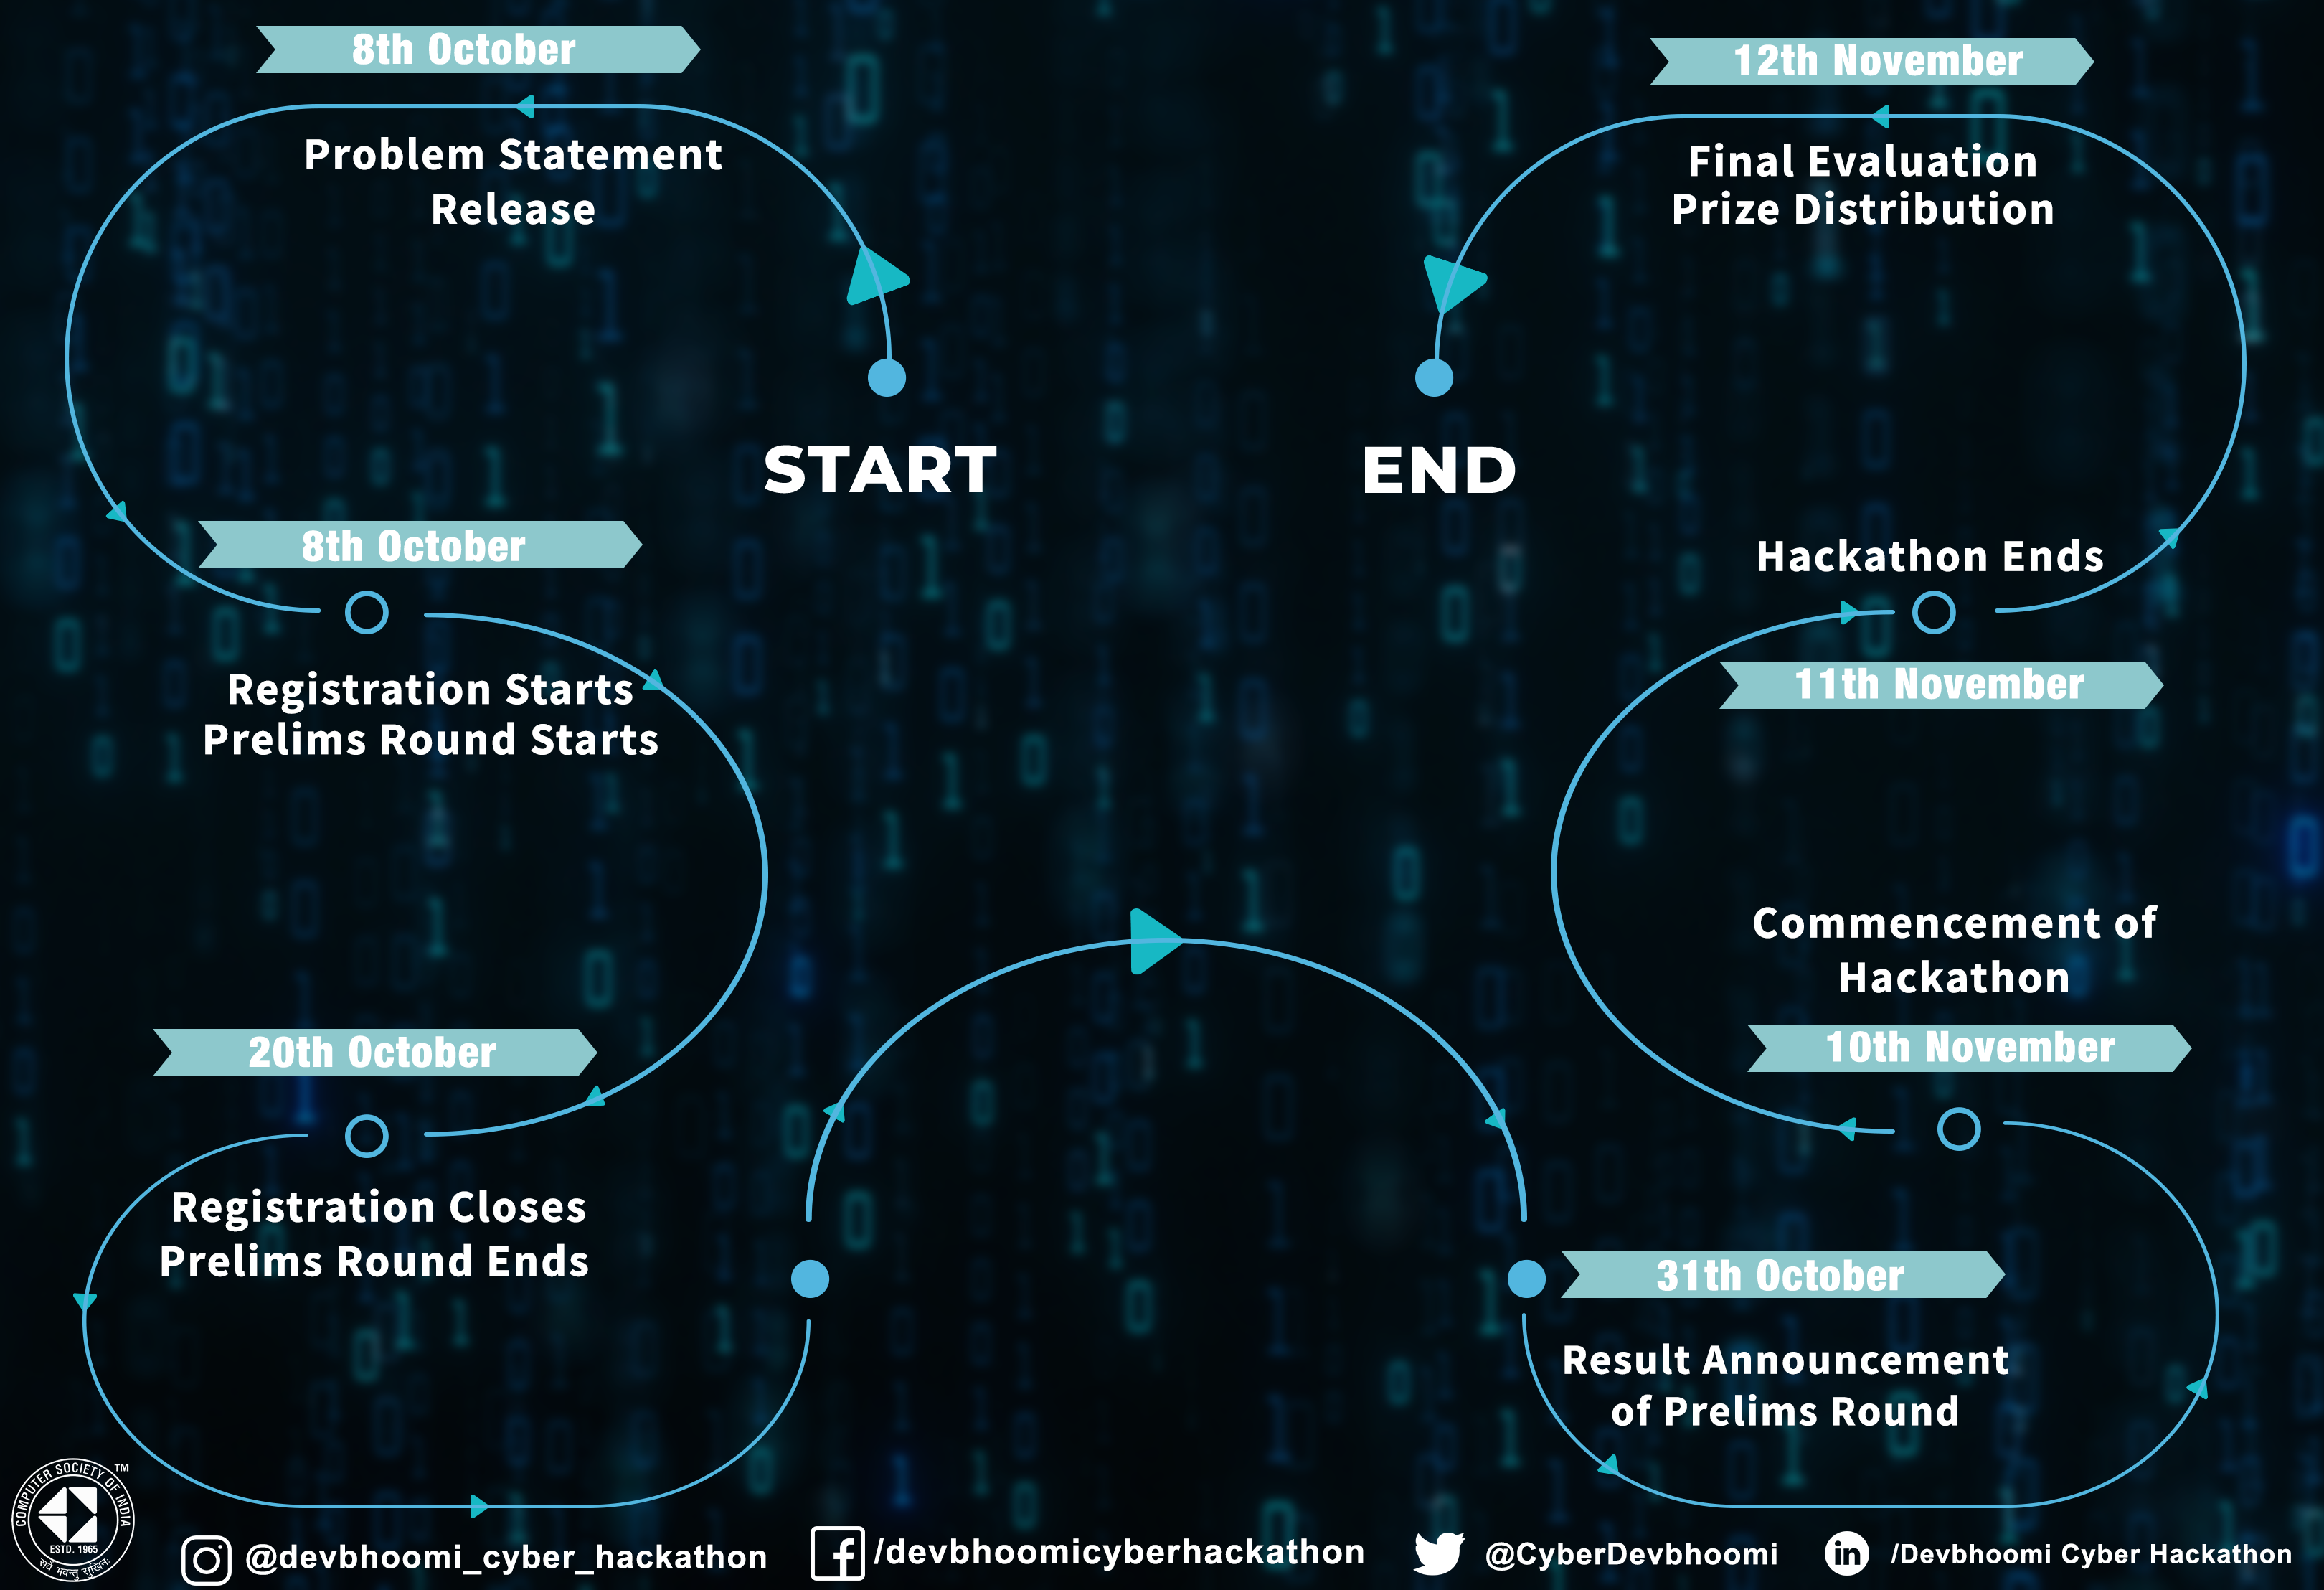 8th October
Problem Statement
Release
START
8th October
Registration Starts
Prelims Round Starts
20th October
Registration Closes
Prelims Round Ends
31th October
Result Announcement
of Prelims Round
Commencement of
Hackathon
10th November
Hackathon Ends
11th November
12th November
Final Evaluation
Prize Distribution
END
COMPUTER SOCIETY OF INDIA
TM
ESTD. 1965
सर्वे भवन्तु सुखिनः
@devbhoomi_cyber_hackathon
/devbhoomicyberhackathon
@CyberDevbhoomi
in
/Devbhoomi Cyber Hackathon